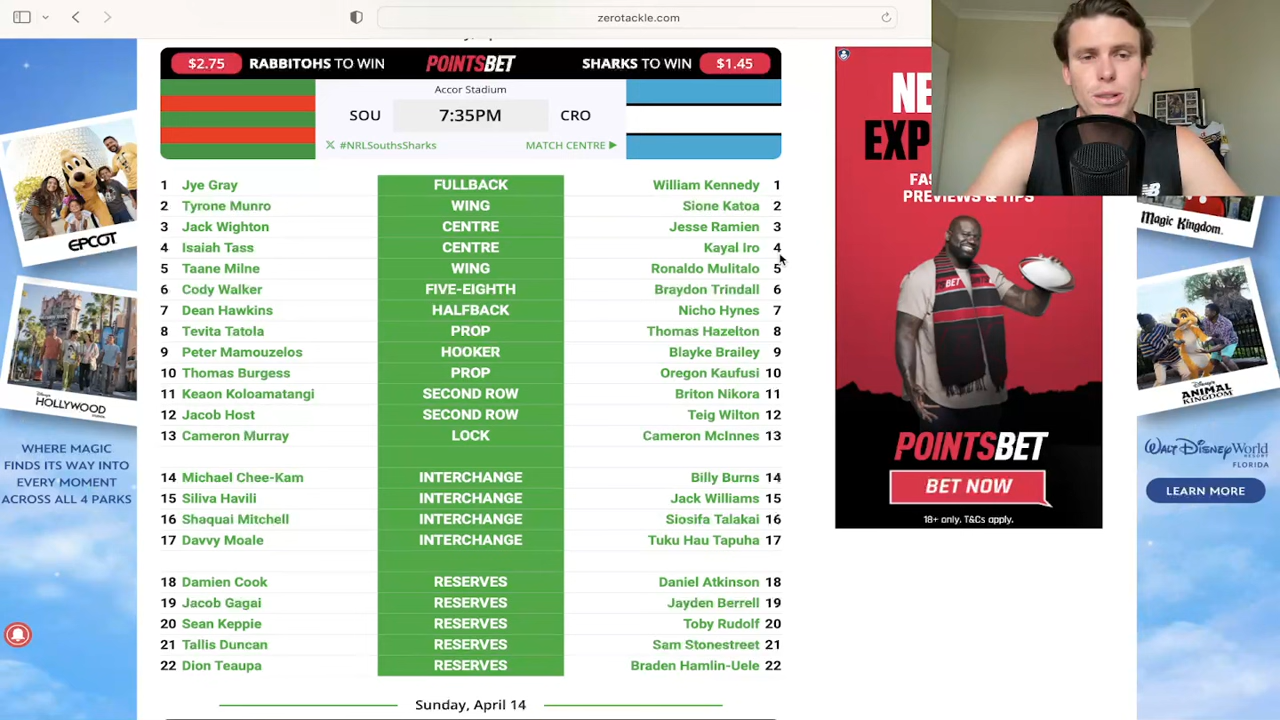 zerotackle.com
$2.75 RABBITOHS TO WIN POINTSBET SHARKS TO WIN $1.45
Accor Stadium
SOU 7:35PM CRO
#NRLSouthsSharks MATCH CENTRE ▶
1 Jye Gray FULLBACK William Kennedy 1
2 Tyrone Munro WING Sione Katoa 2
3 Jack Wighton CENTRE Jesse Ramien 3
4 Isaiah Tass CENTRE Kayal Iro 4
5 Taane Milne WING Ronaldo Mulitalo 5
6 Cody Walker FIVE-EIGHTH Braydon Trindall 6
7 Dean Hawkins HALFBACK Nicho Hynes 7
8 Tevita Tatola PROP Thomas Hazelton 8
9 Peter Mamouzelos HOOKER Blayke Brailey 9
10 Thomas Burgess PROP Oregon Kaufusi 10
11 Keaon Koloamatangi SECOND ROW Briton Nikora 11
12 Jacob Host SECOND ROW Teig Wilton 12
13 Cameron Murray LOCK Cameron McInnes 13
14 Michael Chee-Kam INTERCHANGE Billy Burns 14
15 Siliva Havili INTERCHANGE Jack Williams 15
16 Shaquai Mitchell INTERCHANGE Siosifa Talakai 16
17 Davvy Moale INTERCHANGE Tuku Hau Tapuha 17
18 Damien Cook RESERVES Daniel Atkinson 18
19 Jacob Gagai RESERVES Jayden Berrell 19
20 Sean Keppie RESERVES Toby Rudolf 20
21 Tallis Duncan RESERVES Sam Stonestreet 21
22 Dion Teaupa RESERVES Braden Hamlin-Uele 22
Sunday, April 14
EPCOT
Disney's
HOLLYWOOD
STUDIOS
WHERE MAGIC
FINDS ITS WAY INTO
EVERY MOMENT
ACROSS ALL 4 PARKS
NE
EXP
FA
PREVIEWS & TIPS
BET
POINTSBET
BET NOW
18+ only. T&Cs apply.
NB
Magic Kingdom
Disney's
ANIMAL
KINGDOM
WALT DISNEY World
RESORT
FLORIDA
LEARN MORE